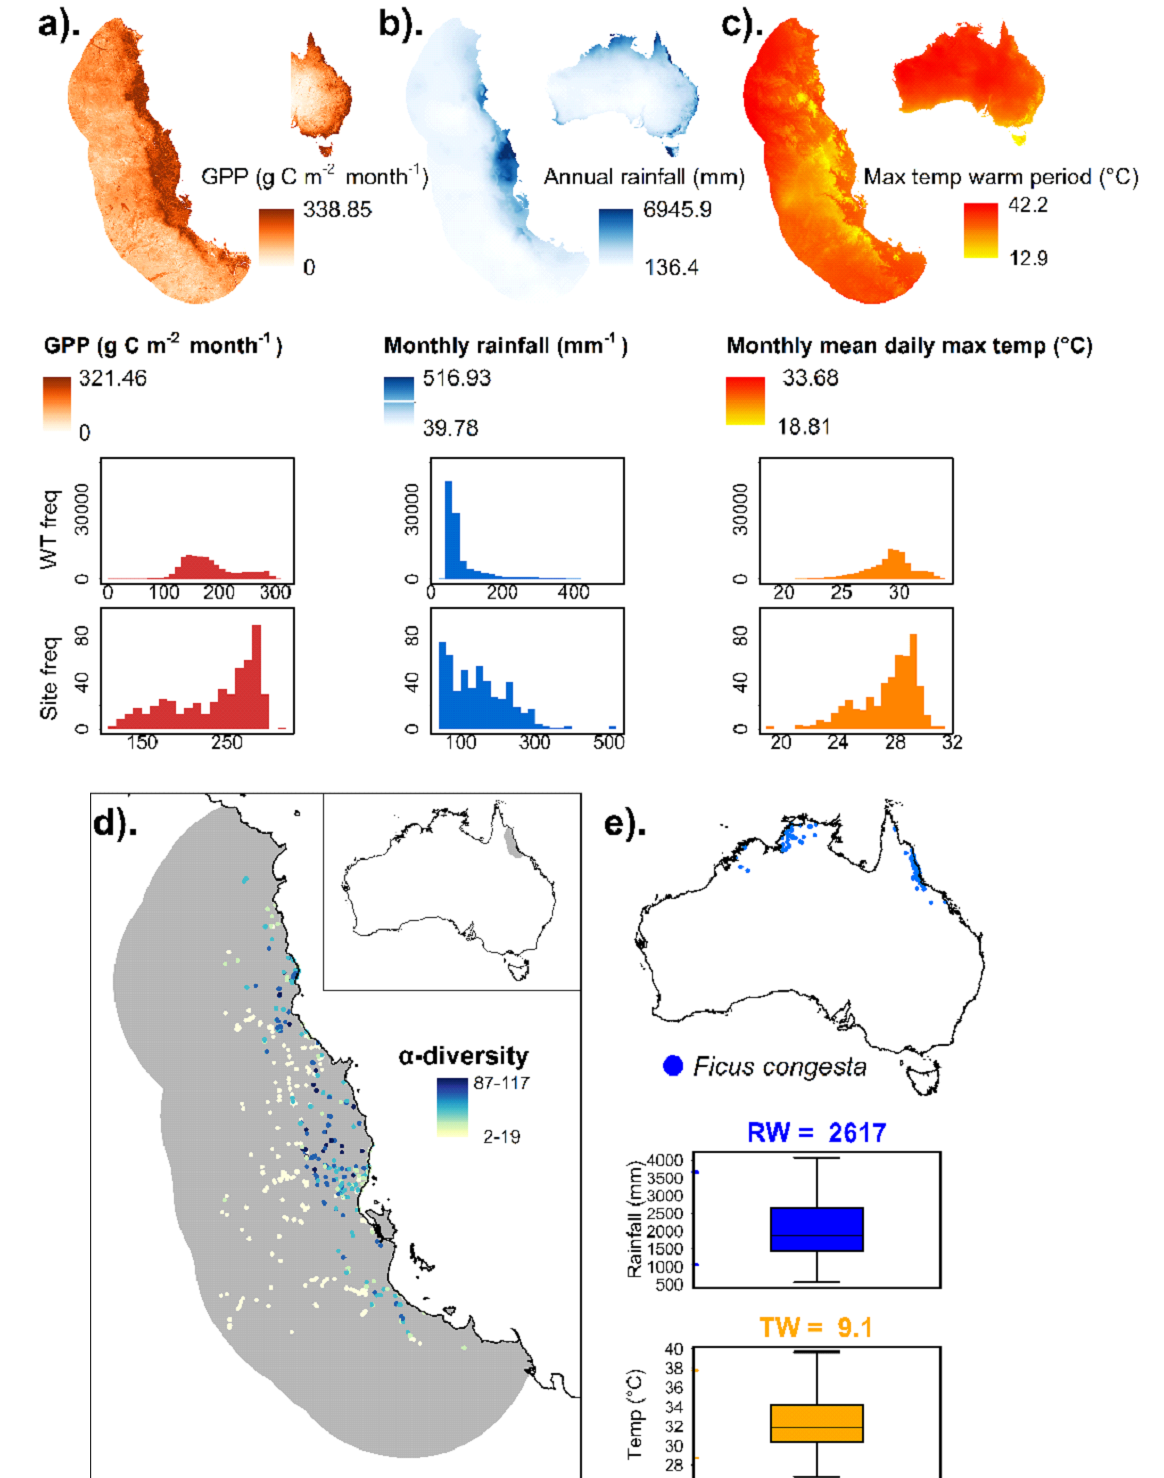 a).
b).
c).
GPP (g C m⁻² month⁻¹)
338.85
0
Annual rainfall (mm)
6945.9
136.4
Max temp warm period (°C)
42.2
12.9
GPP (g C m⁻² month⁻¹)
321.46
0
Monthly rainfall (mm⁻¹)
516.93
39.78
Monthly mean daily max temp (°C)
33.68
18.81
WT freq
30000
0
0 100 200 300
30000
0
0 200 400
30000
0
20 25 30
Site freq
80
40
0
150 250
80
40
0
100 300 500
80
40
0
20 24 28 32
d).
α-diversity
87-117
2-19
e).
Ficus congesta
RW = 2617
Rainfall (mm)
4000
3500
3000
2500
2000
1500
1000
500
TW = 9.1
Temp (°C)
40
38
36
34
32
30
28